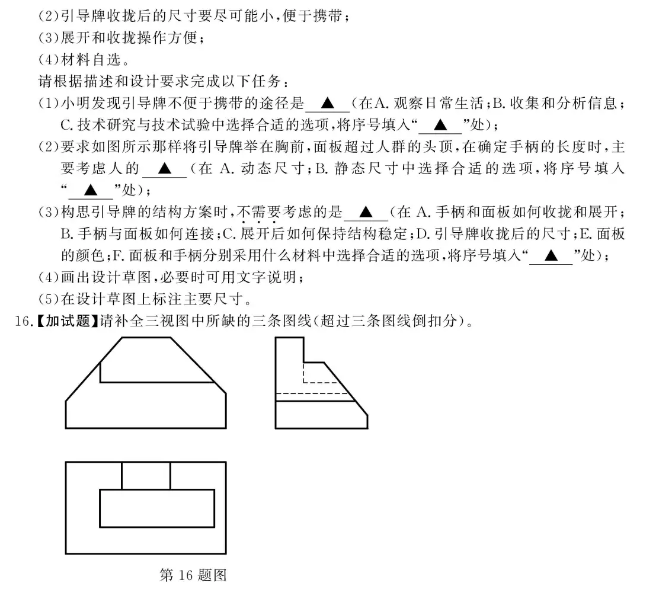 (2)引导牌收拢后的尺寸要尽可能小,便于携带;
(3)展开和收拢操作方便;
(4)材料自选。
请根据描述和设计要求完成以下任务:
(1)小明发现引导牌不便于携带的途径是 ▲ (在A. 观察日常生活;B. 收集和分析信息;
C. 技术研究与技术试验中选择合适的选项,将序号填入“ ▲ ”处);
(2)要求如图所示那样将引导牌举在胸前,面板超过人群的头顶,在确定手柄的长度时,主
要考虑人的 ▲ (在 A. 动态尺寸;B. 静态尺寸中选择合适的选项,将序号填入
“ ▲ ”处);
(3)构思引导牌的结构方案时,不需要考虑的是 ▲ (在 A. 手柄和面板如何收拢和展开;
B. 手柄与面板如何连接;C. 展开后如何保持结构稳定;D. 引导牌收拢后的尺寸;E. 面板
的颜色;F. 面板和手柄分别采用什么材料中选择合适的选项,将序号填入“ ▲ ”处);
(4)画出设计草图,必要时可用文字说明;
(5)在设计草图上标注主要尺寸。
16.【加试题】请补全三视图中所缺的三条图线(超过三条图线倒扣分)。
第 16 题图